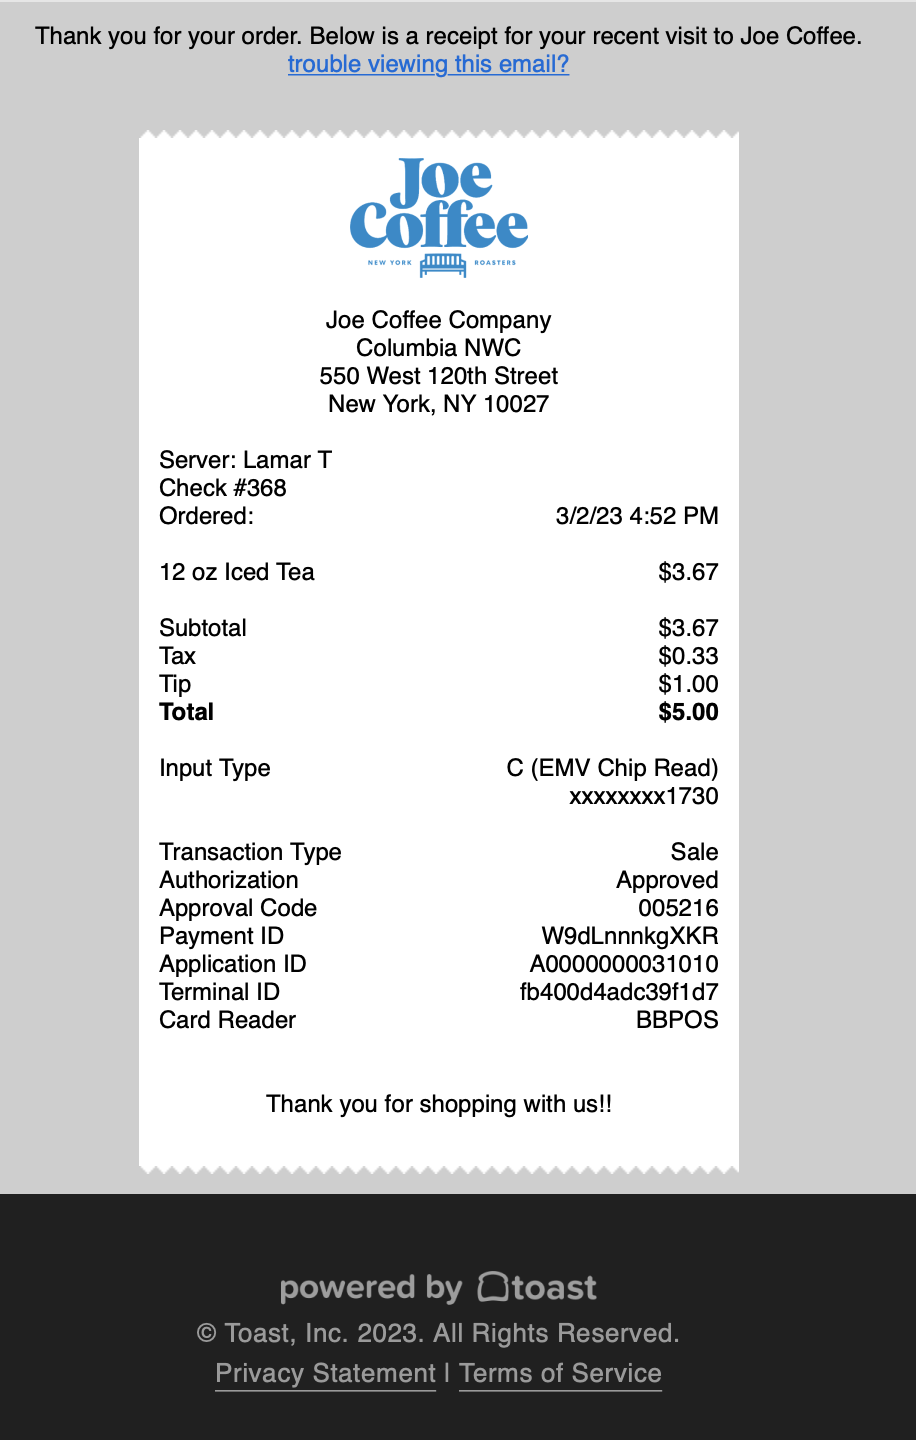 Thank you for your order. Below is a receipt for your recent visit to Joe Coffee.
trouble viewing this email?
Joe
Coffee
NEW YORK ROASTERS
Joe Coffee Company
Columbia NWC
550 West 120th Street
New York, NY 10027
Server: Lamar T
Check #368
Ordered: 3/2/23 4:52 PM
12 oz Iced Tea $3.67
Subtotal $3.67
Tax $0.33
Tip $1.00
Total $5.00
Input Type C (EMV Chip Read)
xxxxxxxx1730
Transaction Type Sale
Authorization Approved
Approval Code 005216
Payment ID W9dLnnnkgXKR
Application ID A0000000031010
Terminal ID fb400d4adc39f1d7
Card Reader BBPOS
Thank you for shopping with us!!
powered by toast
© Toast, Inc. 2023. All Rights Reserved.
Privacy Statement | Terms of Service